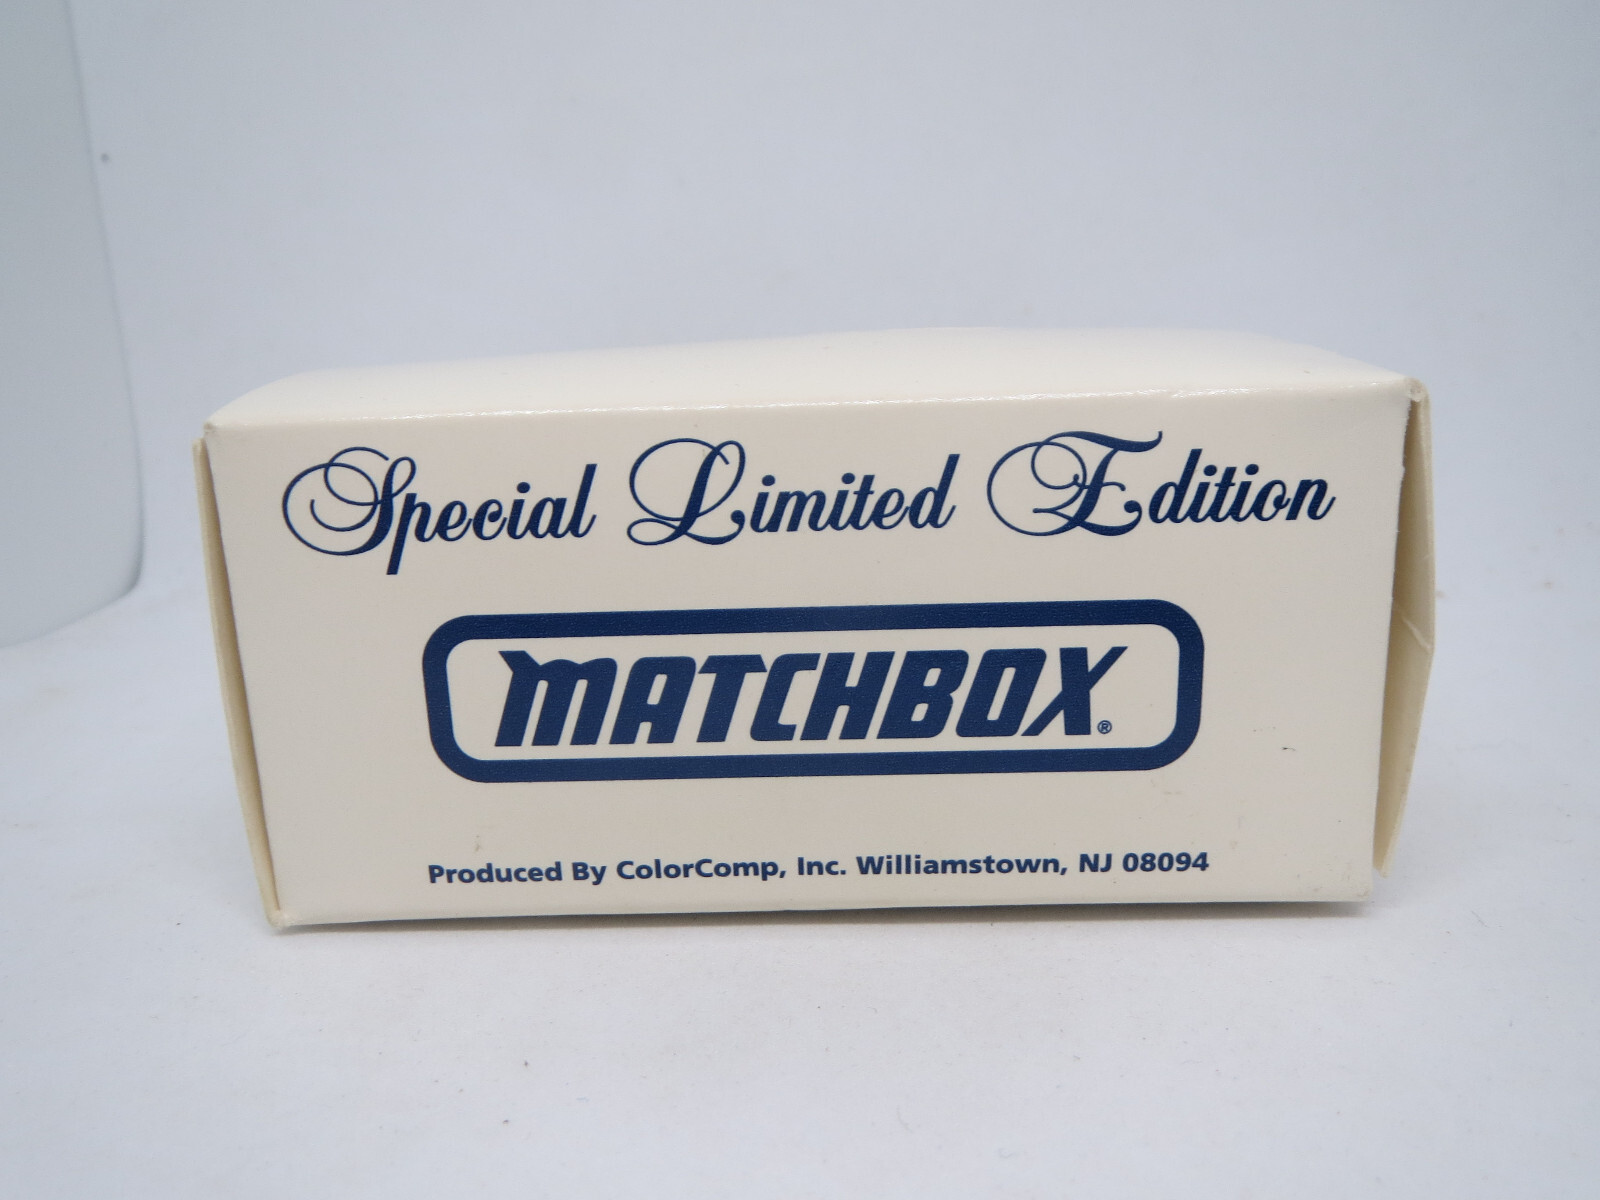 Special Limited Edition
MATCHBOX®
Produced By ColorComp, Inc. Williamstown, NJ 08094